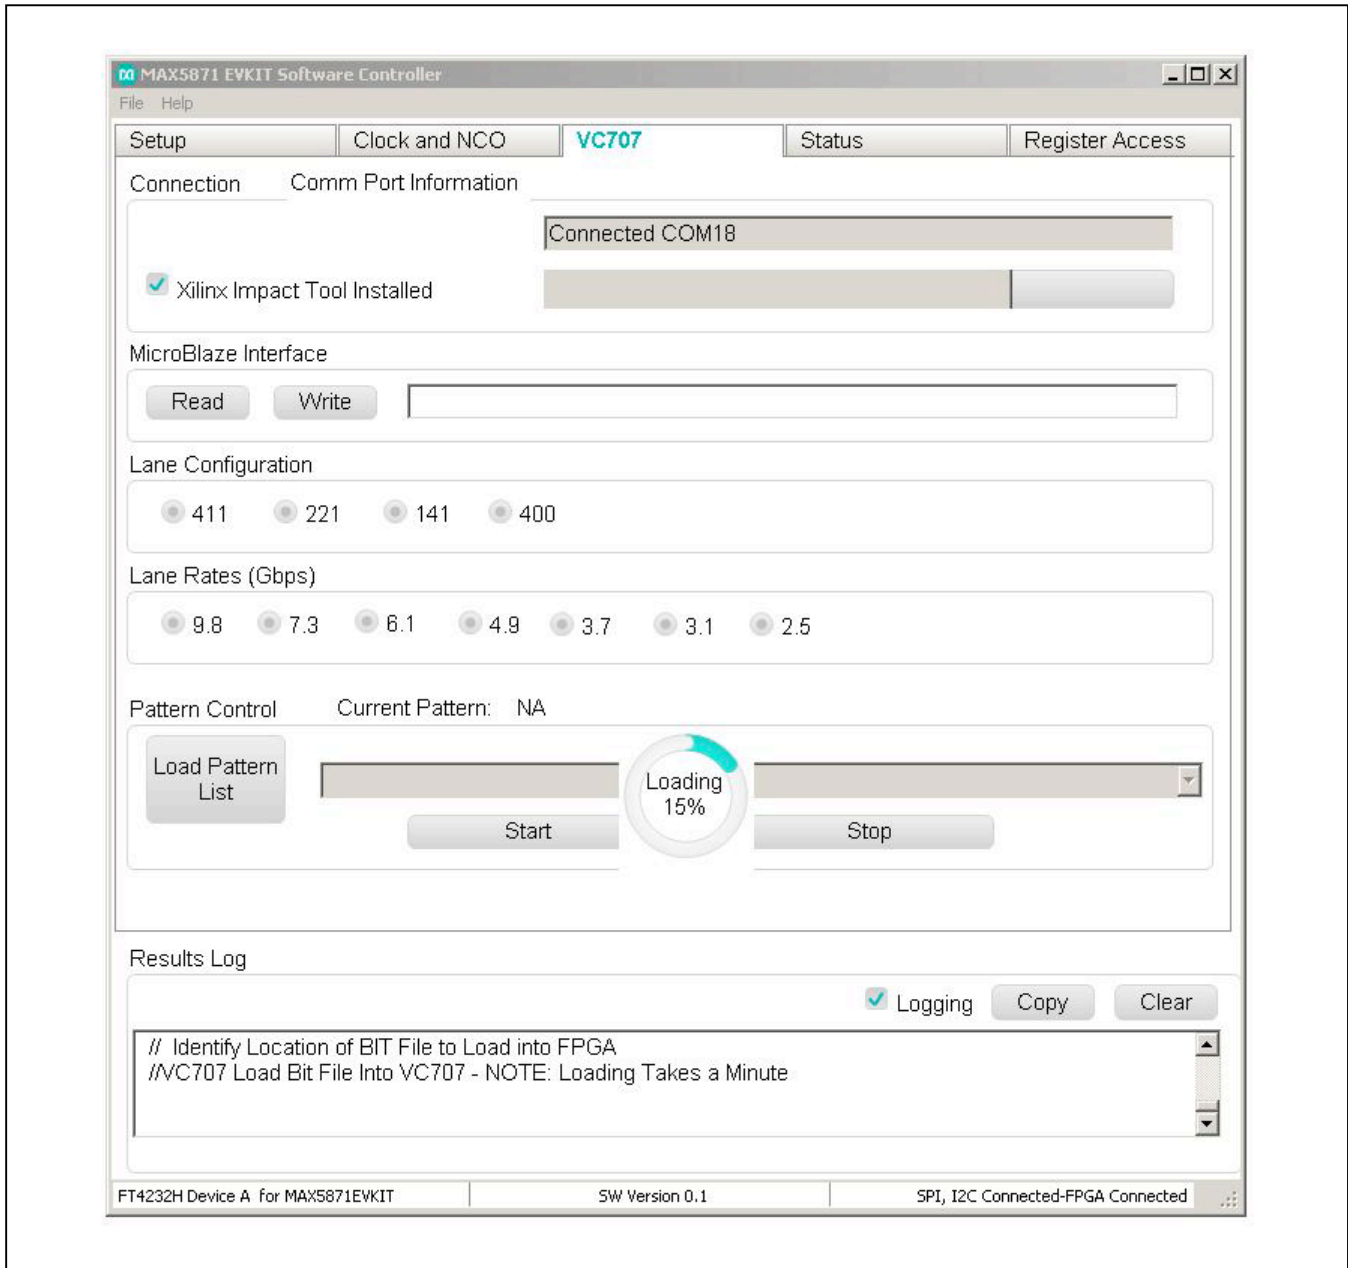 MAX5871 EVKIT Software Controller
File Help
Setup Clock and NCO VC707 Status Register Access
Connection Comm Port Information
Connected COM18
Xilinx Impact Tool Installed
MicroBlaze Interface
Read Write
Lane Configuration
411 221 141 400
Lane Rates (Gbps)
9.8 7.3 6.1 4.9 3.7 3.1 2.5
Pattern Control Current Pattern: NA
Load Pattern
List
Loading
15%
Start Stop
Results Log
Logging Copy Clear
// Identify Location of BIT File to Load into FPGA
//VC707 Load Bit File Into VC707 - NOTE: Loading Takes a Minute
FT4232H Device A for MAX5871EVKIT SW Version 0.1 SPI, I2C Connected-FPGA Connected